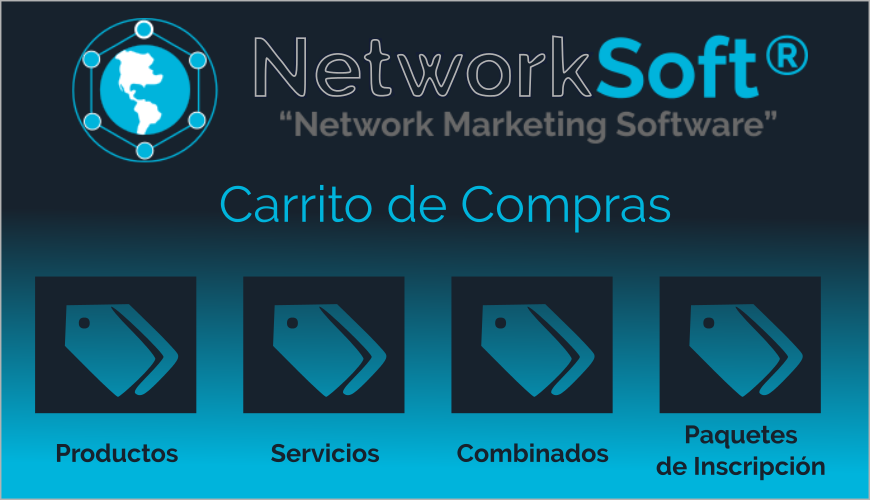 NetworkSoft®
“Network Marketing Software”
Carrito de Compras
Productos
Servicios
Combinados
Paquetes
de Inscripción